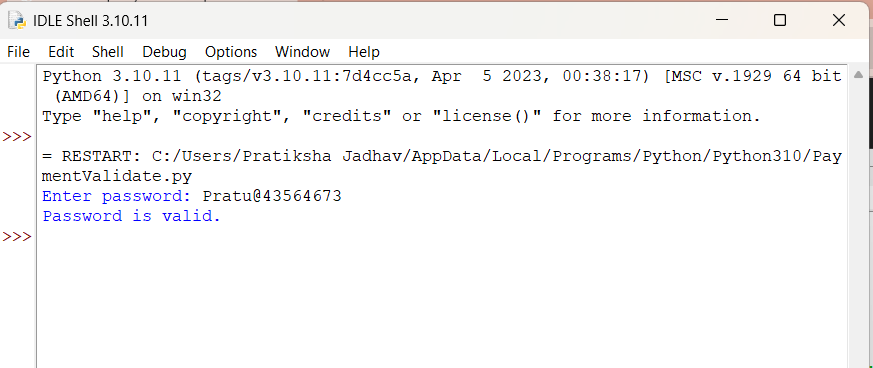 IDLE Shell 3.10.11
File Edit Shell Debug Options Window Help
Python 3.10.11 (tags/v3.10.11:7d4cc5a, Apr  5 2023, 00:38:17) [MSC v.1929 64 bit
 (AMD64)] on win32
Type "help", "copyright", "credits" or "license()" for more information.
>>>
= RESTART: C:/Users/Pratiksha Jadhav/AppData/Local/Programs/Python/Python310/Pay
mentValidate.py
Enter password: Pratu@43564673
Password is valid.
>>>